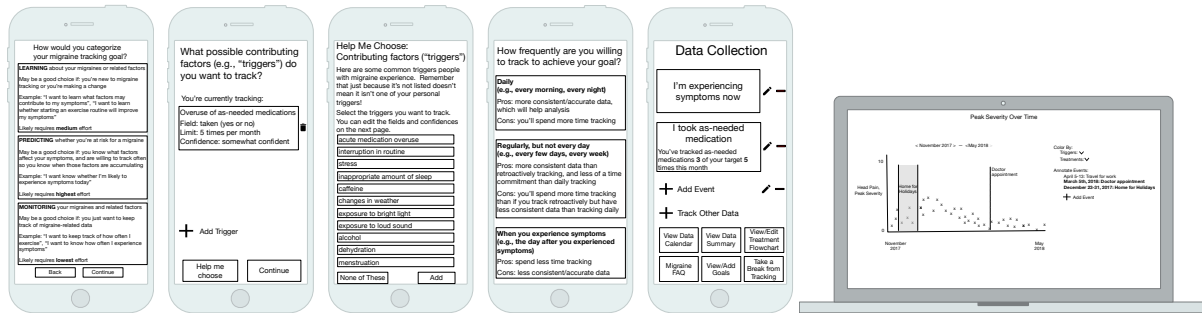 How would you categorize
your migraine tracking goal?
LEARNING about your migraines or related factors
May be a good choice if: you're new to migraine
tracking or you're making a change
Example: "I want to learn what factors may
contribute to my symptoms", "I want to learn
whether starting an exercise routine will improve
my symptoms"
Likely requires medium effort
PREDICTING whether you're at risk for a migraine
May be a good choice if: you know what factors
affect your symptoms, and are willing to track often
so you know when those factors are accumulating
Example: "I want know whether I'm likely to
experience symptoms today"
Likely requires highest effort
MONITORING your migraines and related factors
May be a good choice if: you just want to keep
track of migraine-related data
Example: "I want to keep track of how often I
exercise", "I want to know how often I experience
symptoms"
Likely requires lowest effort
Back
Continue
What possible contributing
factors (e.g., "triggers") do
you want to track?
You're currently tracking:
Overuse of as-needed medications
Field: taken (yes or no)
Limit: 5 times per month
Confidence: somewhat confident
Add Trigger
Help me
choose
Continue
Help Me Choose:
Contributing factors ("triggers")
Here are some common triggers people
with migraine experience. Remember
that just because it's not listed doesn't
mean it isn't one of your personal
triggers!
Select the triggers you want to track.
You can edit the fields and confidences
on the next page.
acute medication overuse
interruption in routine
stress
inappropriate amount of sleep
caffeine
changes in weather
exposure to bright light
exposure to loud sound
alcohol
dehydration
menstruation
None of These
Add
How frequently are you willing
to track to achieve your goal?
Daily
(e.g., every morning, every night)
Pros: more consistent/accurate data,
which will help analysis
Cons: you'll spend more time tracking
Regularly, but not every day
(e.g., every few days, every week)
Pros: more consistent data than
retroactively tracking, and less of a time
commitment than daily tracking
Cons: you'll spend more time tracking
than if you track retroactively but have
less consistent data than tracking daily
When you experience symptoms
(e.g., the day after you experienced
symptoms)
Pros: spend less time tracking
Cons: less consistent/accurate data
Data Collection
I'm experiencing
symptoms now
I took as-needed
medication
You've tracked as-needed
medications 3 of your target 5
times this month
Add Event
Track Other Data
View Data
Calendar
View Data
Summary
View/Edit
Treatment
Flowchart
Migraine
FAQ
View/Add
Goals
Take a
Break from
Tracking
Peak Severity Over Time
< November 2017 > – <May 2018 >
10
Head Pain,
Peak Severity
0
Home for
Holidays
Doctor
appointment
November
2017
May
2018
Color By:
Triggers:
Treatments:
Annotate Events:
April 5-13: Travel for work
March 5th, 2018: Doctor appointment
December 23-31, 2017: Home for Holidays
Add Event